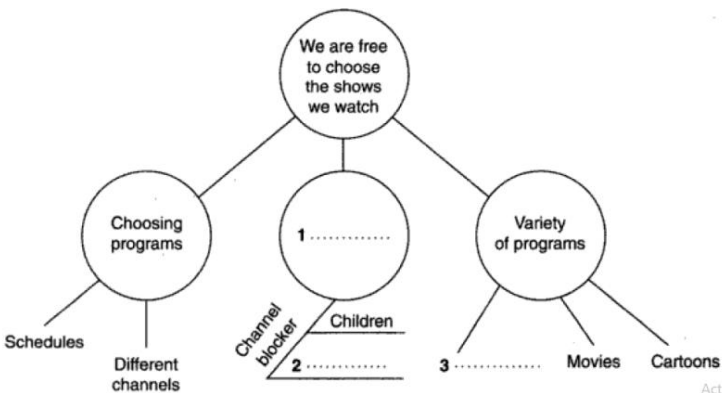 We are free
to choose
the shows
we watch
Choosing
programs
1 ............
Variety
of programs
Schedules
Different
channels
Channel
blocker
Children
2 ............
3 ............
Movies
Cartoons
Act